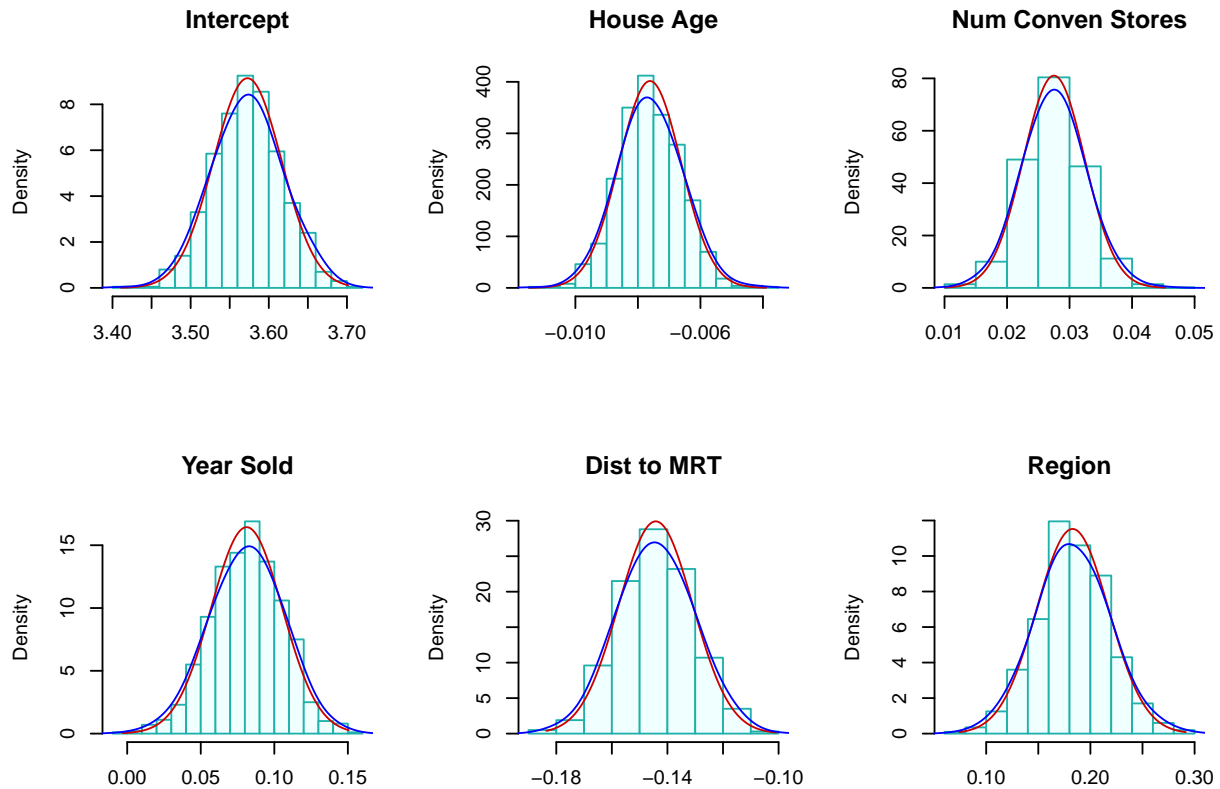 Intercept
House Age
Num Conven Stores
Density
0 2 4 6 8
3.40 3.50 3.60 3.70
Density
0 100 200 300 400
−0.010 −0.006
Density
0 20 40 60 80
0.01 0.02 0.03 0.04 0.05
Year Sold
Dist to MRT
Region
Density
0 5 10 15
0.00 0.05 0.10 0.15
Density
0 5 10 20 30
−0.18 −0.14 −0.10
Density
0 2 4 6 8 10
0.10 0.20 0.30